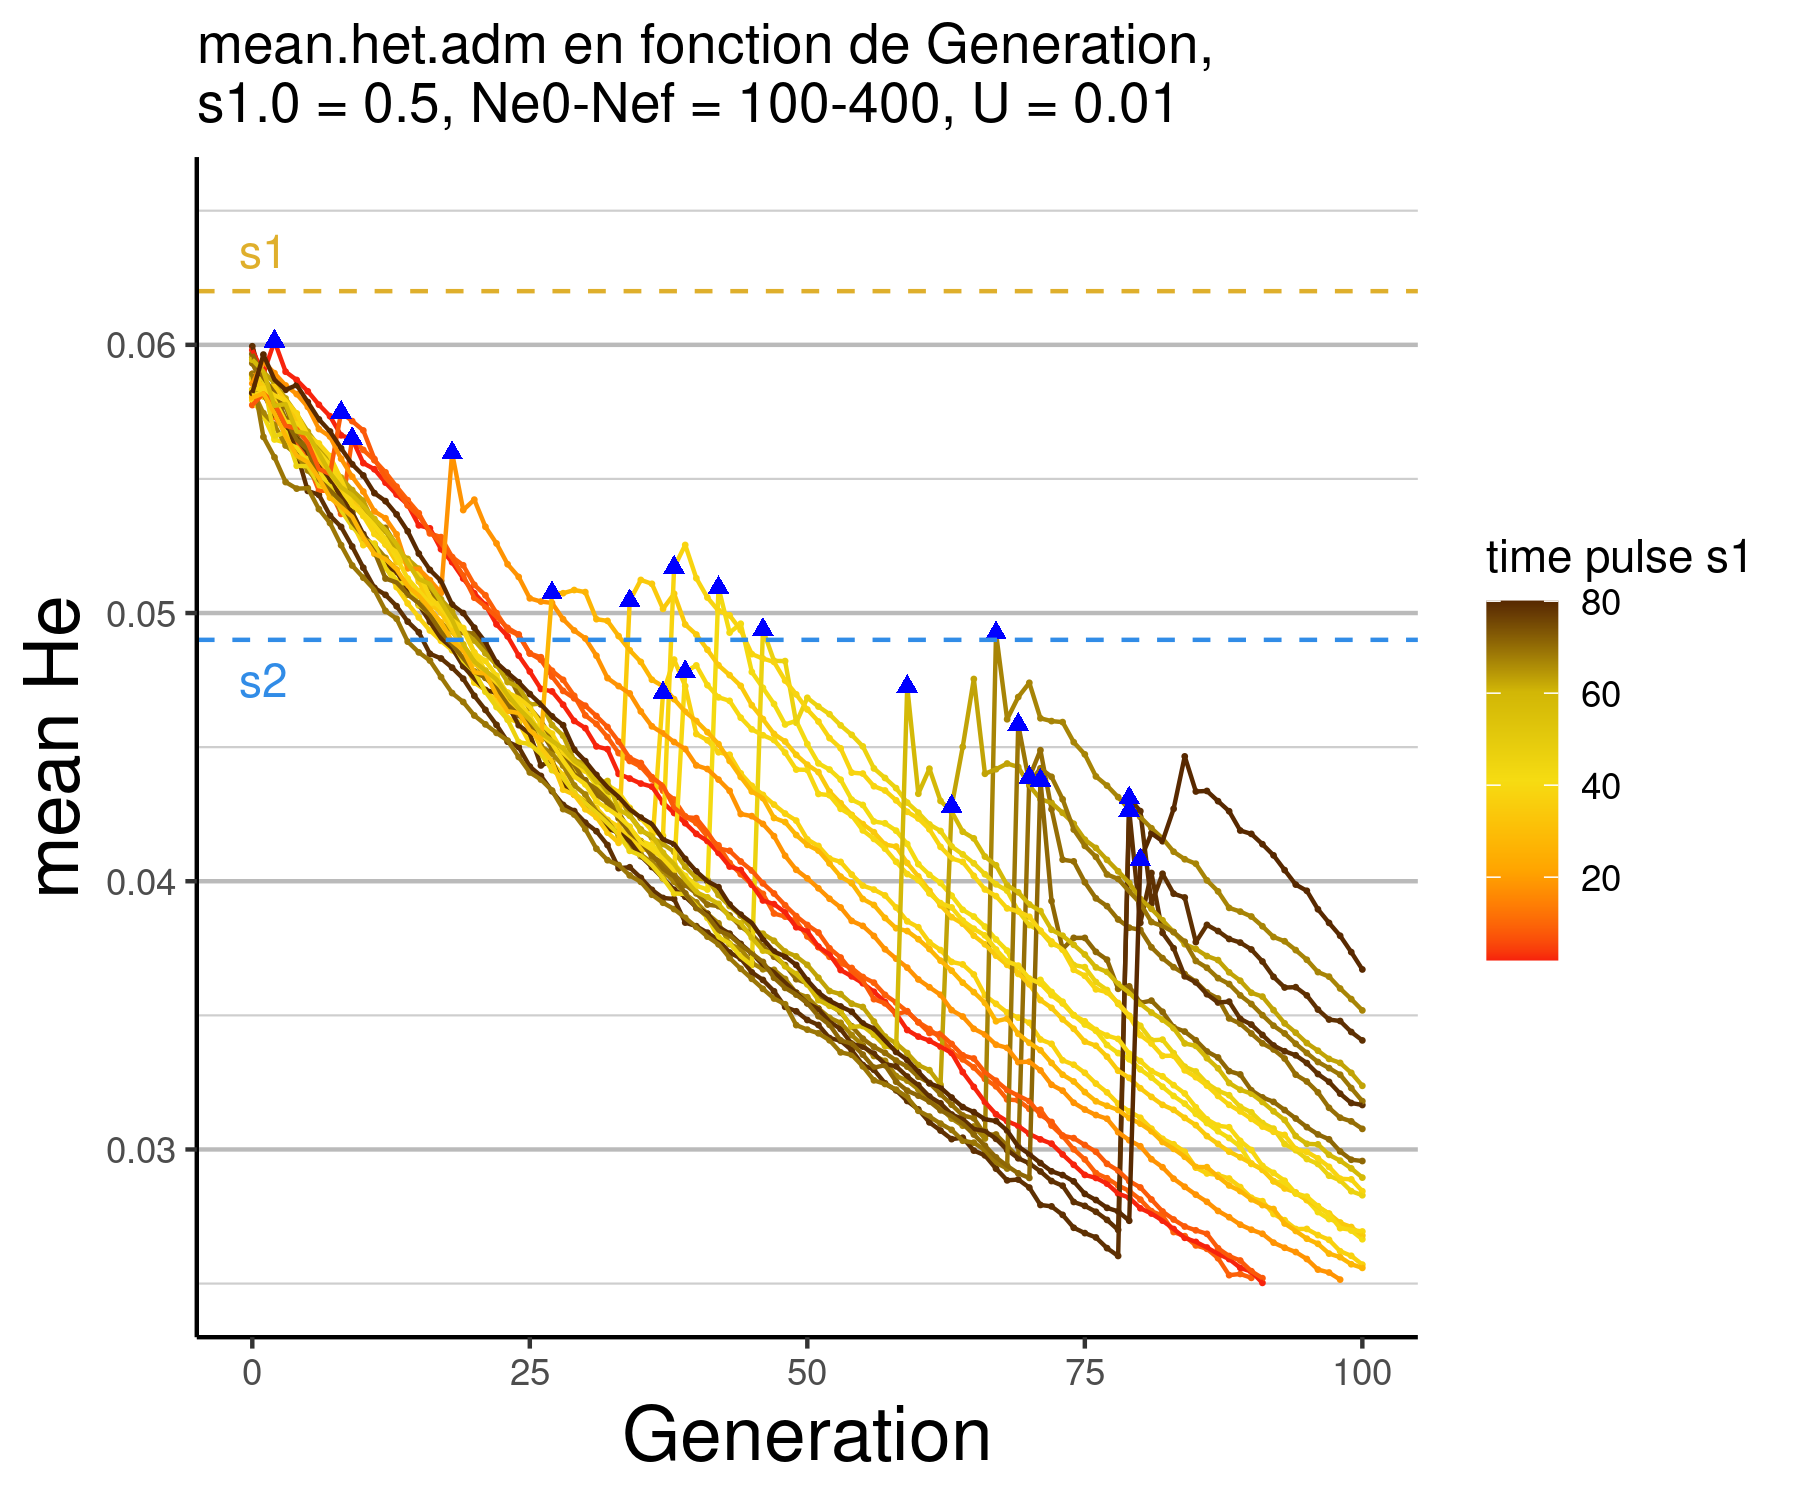 mean.het.adm en fonction de Generation,
s1.0 = 0.5, Ne0-Nef = 100-400, U = 0.01
s1
s2
mean He
0.06
0.05
0.04
0.03
0
25
50
75
100
Generation
time pulse s1
80
60
40
20